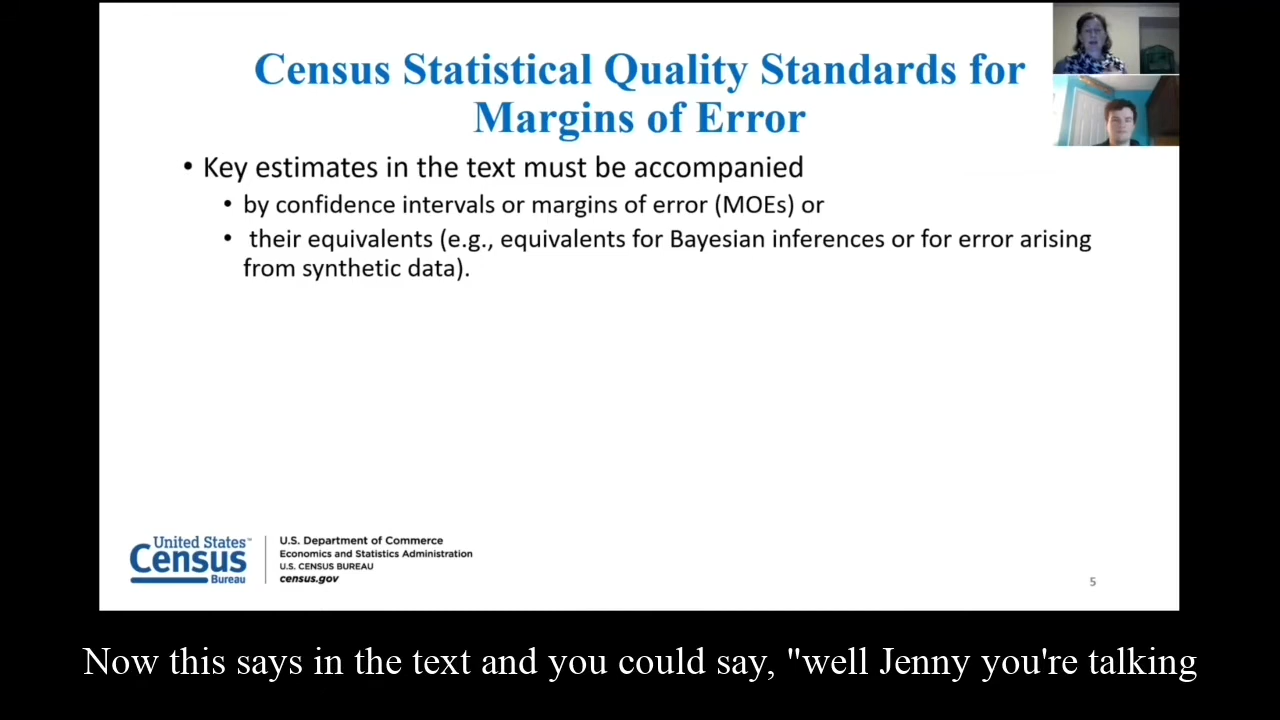 Census Statistical Quality Standards for
Margins of Error
• Key estimates in the text must be accompanied
• by confidence intervals or margins of error (MOEs) or
• their equivalents (e.g., equivalents for Bayesian inferences or for error arising
from synthetic data).
United States™
Census
Bureau
U.S. Department of Commerce
Economics and Statistics Administration
U.S. CENSUS BUREAU
census.gov
5
Now this says in the text and you could say, "well Jenny you're talking